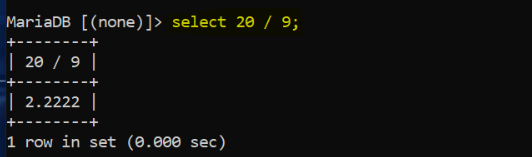 MariaDB [(none)]> select 20 / 9;
+--------+
| 20 / 9 |
+--------+
| 2.2222 |
+--------+
1 row in set (0.000 sec)